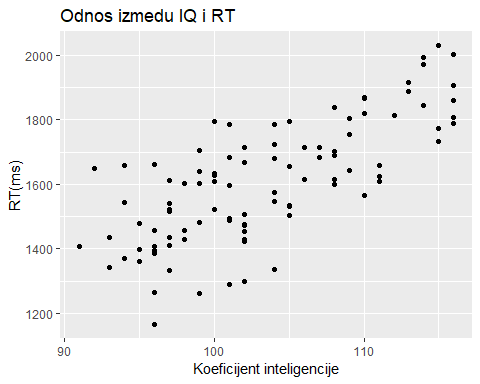 Odnos izmedu IQ i RT
RT(ms)
2000
1800
1600
1400
1200
90
100
110
Koeficijent inteligencije